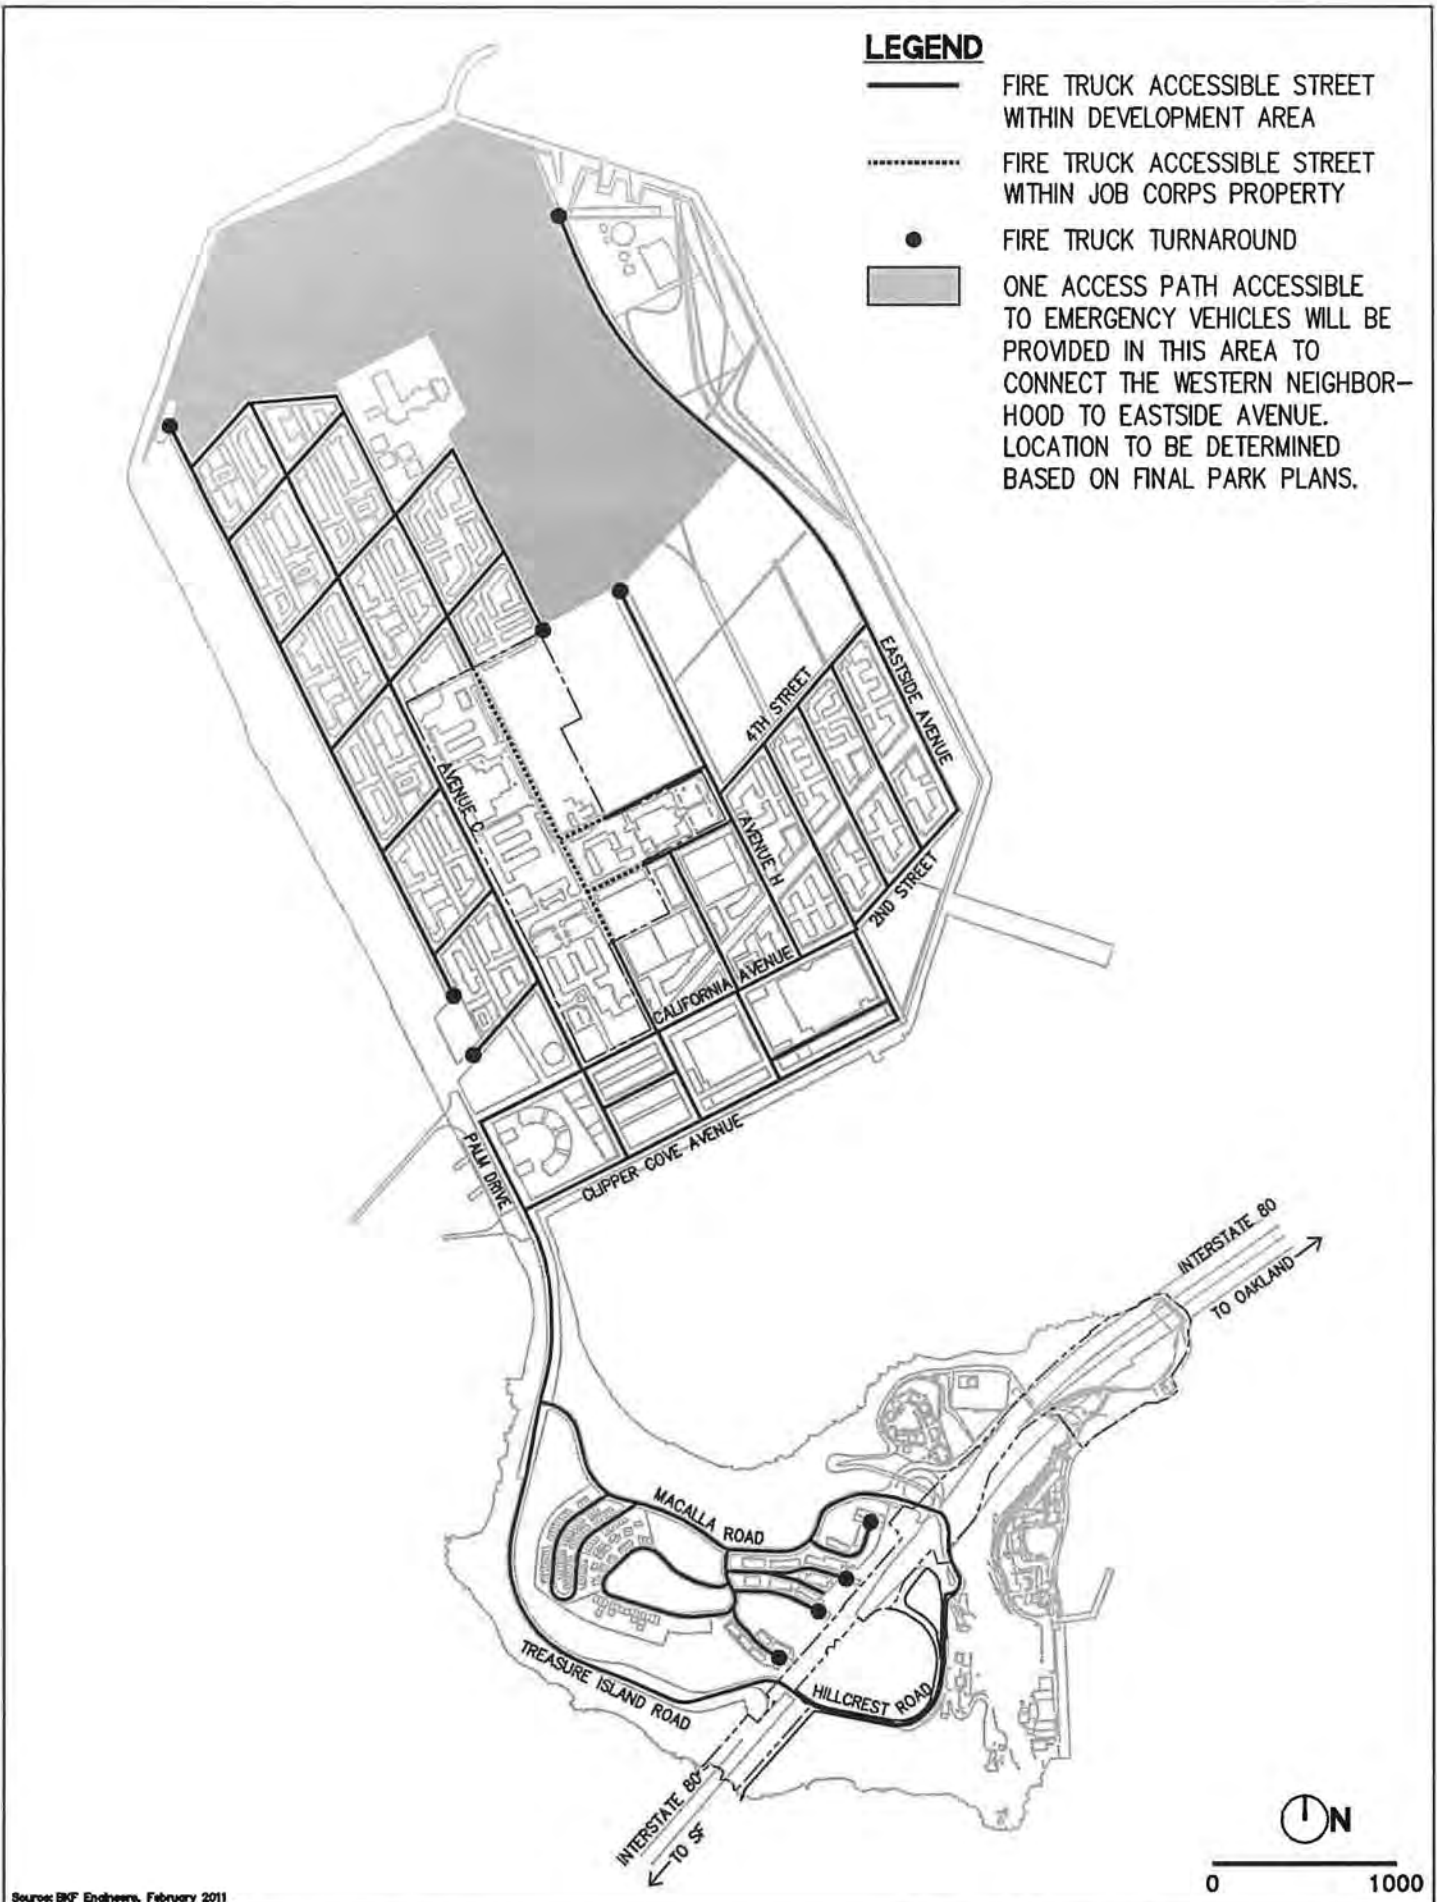 LEGEND
FIRE TRUCK ACCESSIBLE STREET
WITHIN DEVELOPMENT AREA
FIRE TRUCK ACCESSIBLE STREET
WITHIN JOB CORPS PROPERTY
FIRE TRUCK TURNAROUND
ONE ACCESS PATH ACCESSIBLE
TO EMERGENCY VEHICLES WILL BE
PROVIDED IN THIS AREA TO
CONNECT THE WESTERN NEIGHBOR-
HOOD TO EASTSIDE AVENUE.
LOCATION TO BE DETERMINED
BASED ON FINAL PARK PLANS.
EASTSIDE AVENUE
4TH STREET
AVENUE C
AVENUE H
2ND STREET
CALIFORNIA AVENUE
PALM DRIVE
CLIPPER COVE AVENUE
INTERSTATE 80
TO OAKLAND
MACALLA ROAD
TREASURE ISLAND ROAD
HILLCREST ROAD
INTERSTATE 80
TO SF
N
0 1000
Source: BKF Engineers, February 2011